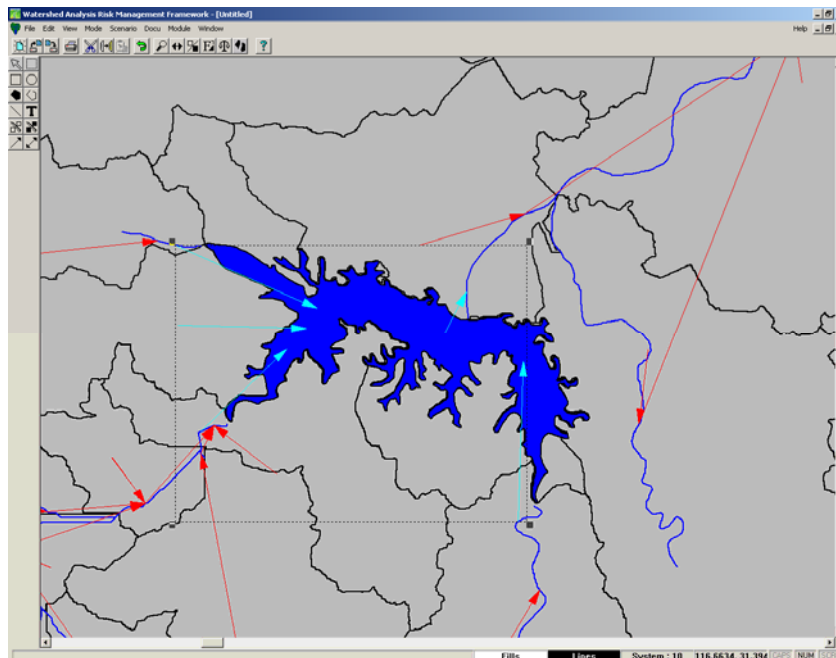 Watershed Analysis Risk Management Framework - [Untitled]
File Edit View Mode Scenario Docu Module Window Help
T
?
Fills Lines System : 10 116.6634, 31.394 CAPS NUM